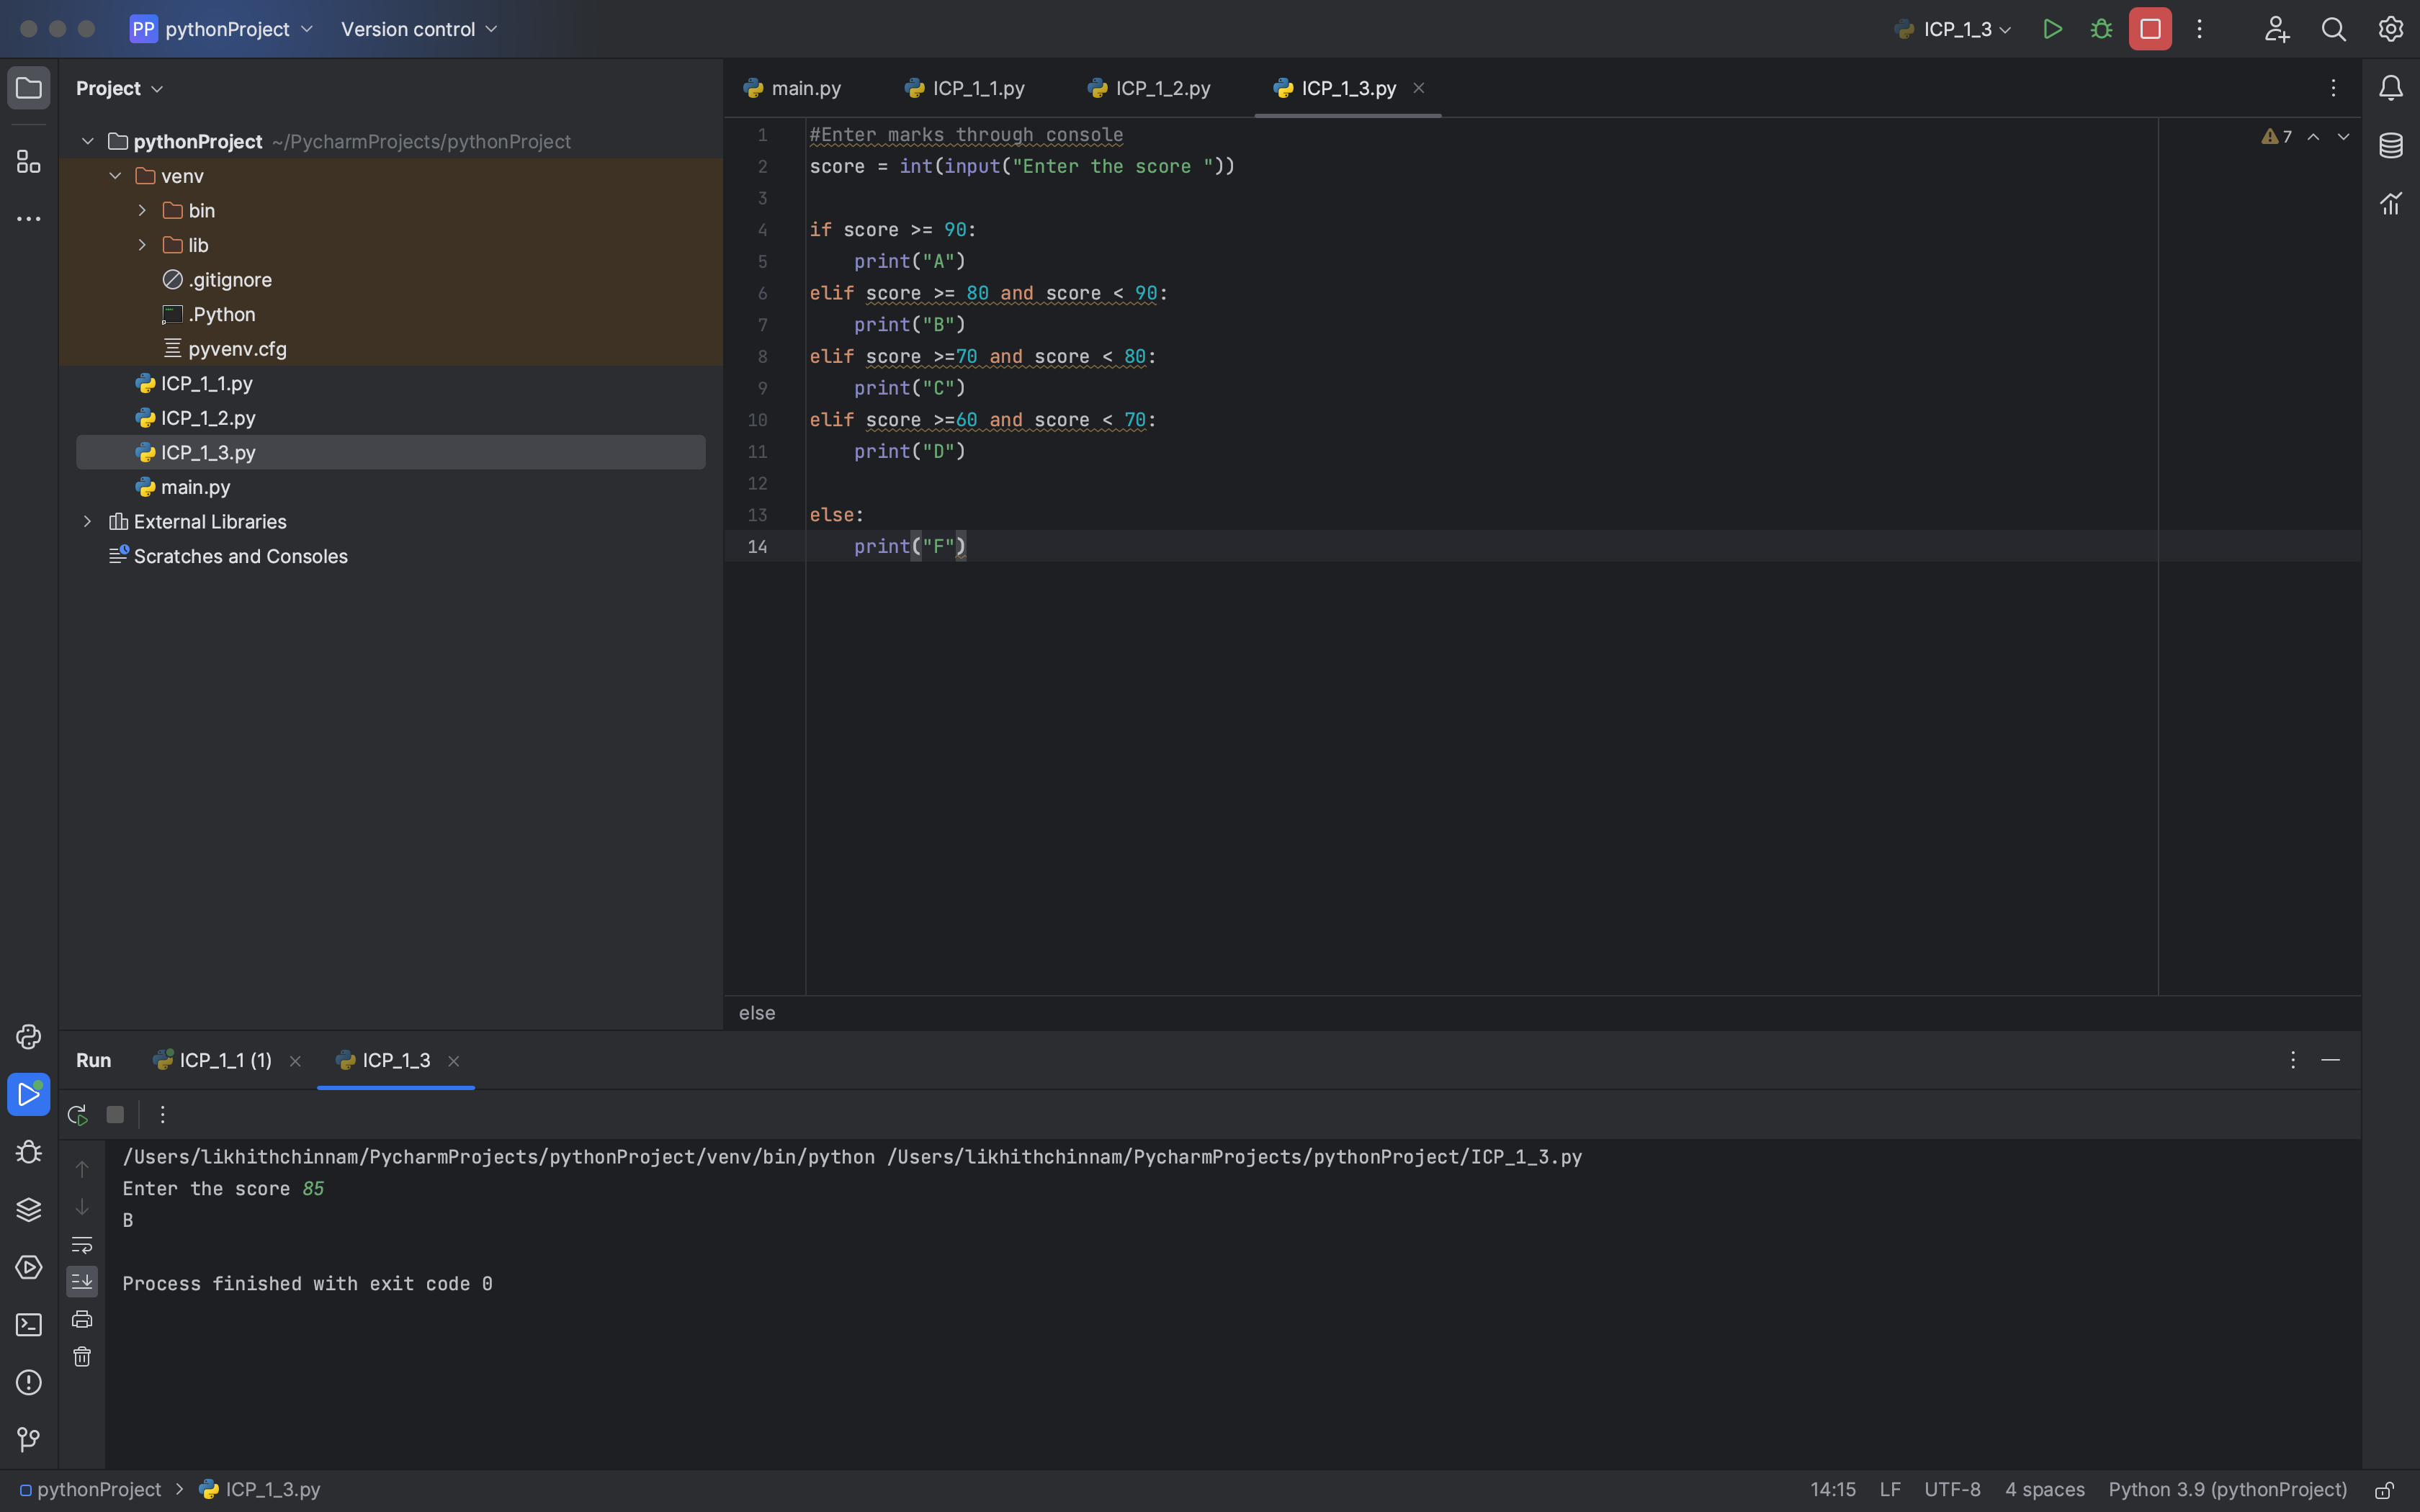 PP pythonProject Version control ICP_1_3
Project
main.py ICP_1_1.py ICP_1_2.py ICP_1_3.py
pythonProject ~/PycharmProjects/pythonProject
venv
bin
lib
.gitignore
.Python
pyvenv.cfg
ICP_1_1.py
ICP_1_2.py
ICP_1_3.py
main.py
External Libraries
Scratches and Consoles
7
1 #Enter marks through console
2 score = int(input("Enter the score "))
3
4 if score >= 90:
5     print("A")
6 elif score >= 80 and score < 90:
7     print("B")
8 elif score >=70 and score < 80:
9     print("C")
10 elif score >=60 and score < 70:
11     print("D")
12
13 else:
14     print("F")
else
Run ICP_1_1 (1) ICP_1_3
/Users/likhithchinnam/PycharmProjects/pythonProject/venv/bin/python /Users/likhithchinnam/PycharmProjects/pythonProject/ICP_1_3.py
Enter the score 85
B
Process finished with exit code 0
pythonProject > ICP_1_3.py 14:15 LF UTF-8 4 spaces Python 3.9 (pythonProject)